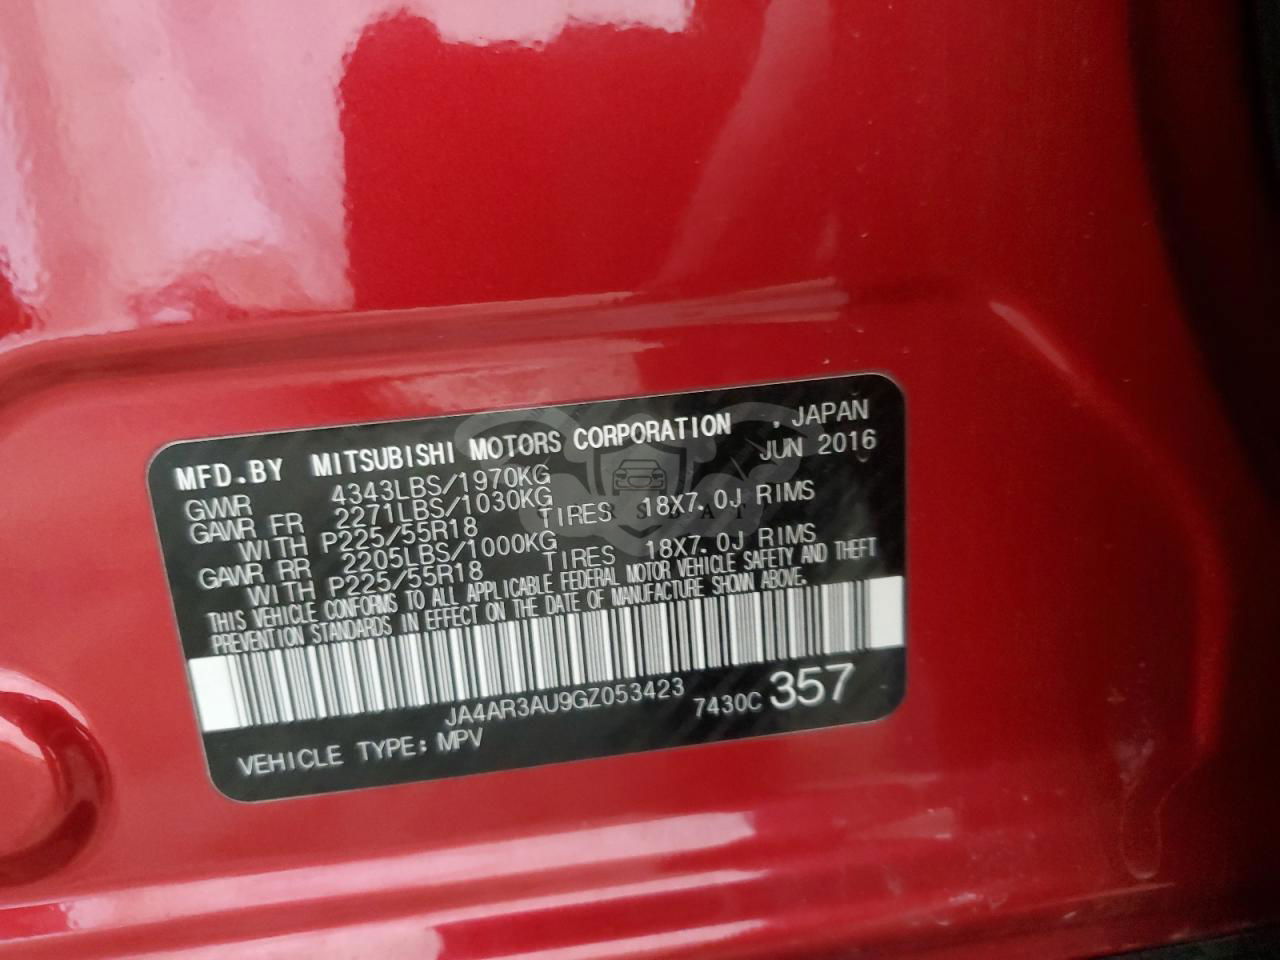 MFD.BY MITSUBISHI MOTORS CORPORATION , JAPAN
JUN 2016
GVWR 4343LBS/1970KG
GAWR FR 2271LBS/1030KG
WITH P225/55R18 TIRES 18X7.0J RIMS
GAWR RR 2205LBS/1000KG
WITH P225/55R18 TIRES 18X7.0J RIMS
THIS VEHICLE CONFORMS TO ALL APPLICABLE FEDERAL MOTOR VEHICLE SAFETY AND THEFT
PREVENTION STANDARDS IN EFFECT ON THE DATE OF MANUFACTURE SHOWN ABOVE.
JA4AR3AU9GZ053423 7430C 357
VEHICLE TYPE: MPV